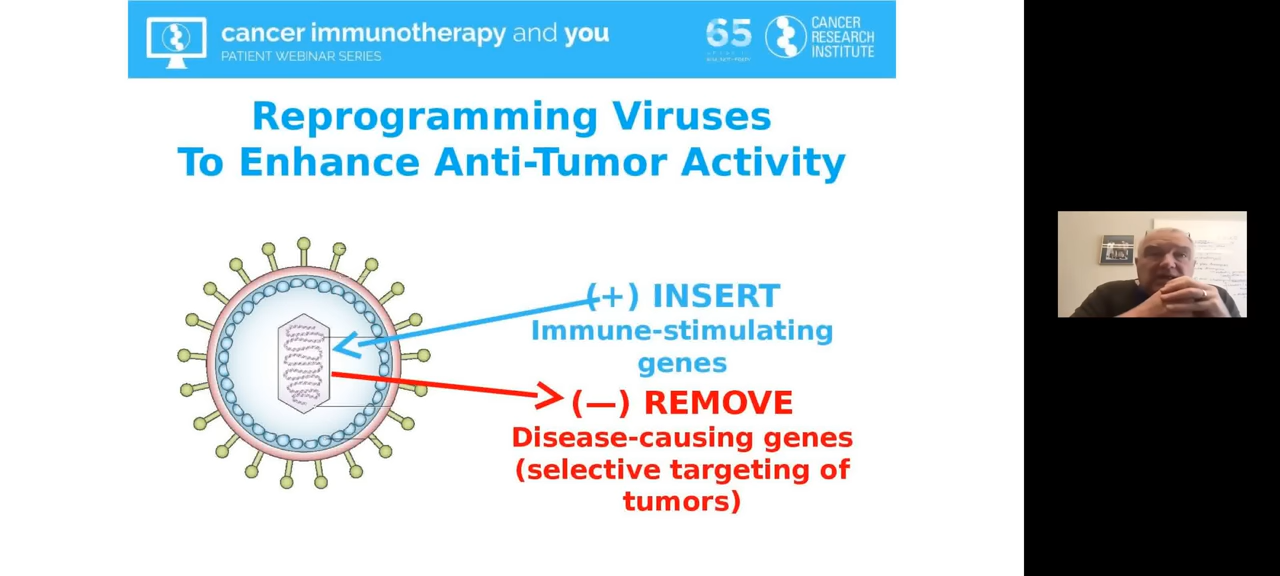 cancer immunotherapy and you
PATIENT WEBINAR SERIES
65
CANCER
RESEARCH
INSTITUTE
Reprogramming Viruses
To Enhance Anti-Tumor Activity
(+) INSERT
Immune-stimulating
genes
(—) REMOVE
Disease-causing genes
(selective targeting of
tumors)